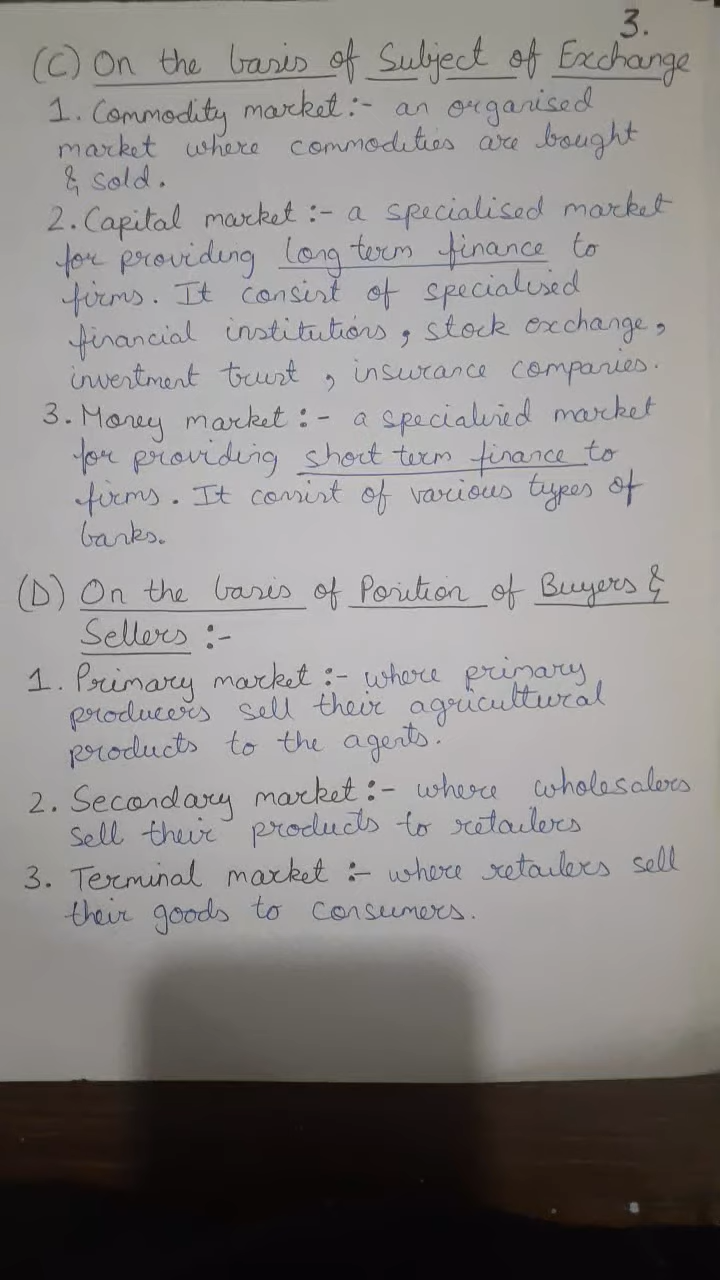 3.
(C) On the basis of Subject of Exchange
1. Commodity market :- an organised
market where commodities are bought
& sold.
2. Capital market :- a specialised market
for providing long term finance to
firms. It consist of specialised
financial institutions, stock exchange,
investment trust, insurance companies.
3. Money market :- a specialised market
for providing short term finance to
firms. It consist of various types of
banks.
(D) On the basis of Position of Buyers &
Sellers :-
1. Primary market :- where primary
producers sell their agricultural
products to the agents.
2. Secondary market :- where wholesalers
sell their products to retailers
3. Terminal market :- where retailers sell
their goods to consumers.